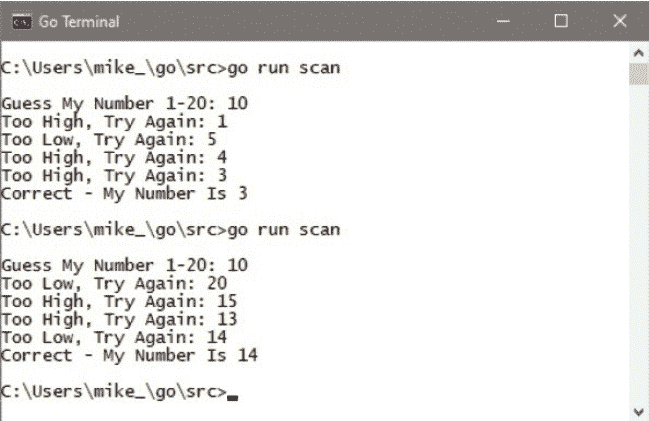 Go Terminal
C:\Users\mike_\go\src>go run scan
Guess My Number 1-20: 10
Too High, Try Again: 1
Too Low, Try Again: 5
Too High, Try Again: 4
Too High, Try Again: 3
Correct - My Number Is 3
C:\Users\mike_\go\src>go run scan
Guess My Number 1-20: 10
Too Low, Try Again: 20
Too High, Try Again: 15
Too High, Try Again: 13
Too Low, Try Again: 14
Correct - My Number Is 14
C:\Users\mike_\go\src>